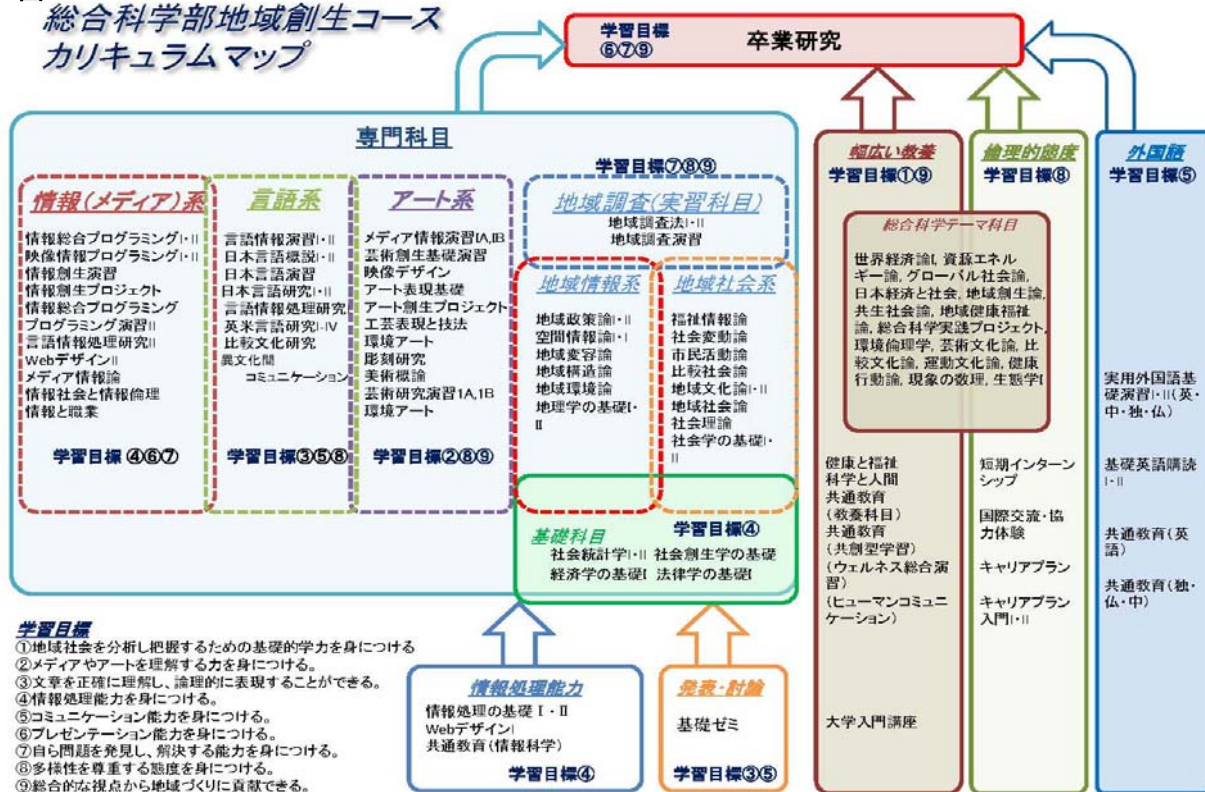 総合科学部地域創生コース
カリキュラムマップ
学習目標
⑥⑦⑨
卒業研究
専門科目
学習目標⑦⑧⑨
情報(メディア)系
情報総合プログラミングI・II
映像情報プログラミングI・II
情報創生演習
情報創生プロジェクト
情報総合プログラミング
プログラミング演習II
言語情報処理研究II
WebデザインII
メディア情報論
情報社会と情報倫理
情報と職業
学習目標 ④⑥⑦
言語系
言語情報演習I・II
日本言語概説I・II
日本言語演習
日本言語研究I・II
言語情報処理研究I
英米言語研究I-IV
比較文化研究
異文化間
コミュニケーション
学習目標③⑤⑧
アート系
メディア情報演習IA,IB
芸術創生基礎演習
映像デザイン
アート表現基礎
アート創生プロジェクト
工芸表現と技法
環境アート
彫刻研究
美術概論
芸術研究演習1A,1B
環境アート
学習目標②⑧⑨
地域調査(実習科目)
地域調査法I・II
地域調査演習
地域情報系
地域政策論I・II
空間情報論I・I
地域変容論
地域構造論
地域環境論
地理学の基礎I・
II
地域社会系
福祉情報論
社会変動論
市民活動論
比較社会論
地域文化論I・II
地域社会論
社会理論
社会学の基礎I・
II
基礎科目
学習目標④
社会統計学I・II 社会創生学の基礎
経済学の基礎I 法律学の基礎I
情報処理能力
情報処理の基礎 I ・ II
WebデザインI
共通教育(情報科学)
学習目標④
発表・討論
基礎ゼミ
学習目標③⑤
幅広い教養
学習目標①⑨
倫理的態度
学習目標⑧
総合科学テーマ科目
世界経済論I, 資源エネル
ギー論, グローバル社会論,
日本経済と社会, 地域創生論,
共生社会論, 地域健康福祉
論, 総合科学実践プロジェクト,
環境倫理学, 芸術文化論, 比
較文化論, 運動文化論, 健康
行動論, 現象の数理, 生態学I
健康と福祉
科学と人間
共通教育
(教養科目)
共通教育
(共創型学習)
(ウェルネス総合演
習)
(ヒューマンコミュニ
ケーション)
大学入門講座
短期インターン
シップ
国際交流・協
力体験
キャリアプラン
キャリアプラン
入門I・II
外国語
学習目標⑤
実用外国語基
礎演習I・II(英・
中・独・仏)
基礎英語購読
I・II
共通教育(英
語)
共通教育(独・
仏・中)
学習目標
①地域社会を分析し把握するための基礎的学力を身につける
②メディアやアートを理解する力を身につける。
③文章を正確に理解し、論理的に表現することができる。
④情報処理能力を身につける。
⑤コミュニケーション能力を身につける。
⑥プレゼンテーション能力を身につける。
⑦自ら問題を発見し、解決する能力を身につける。
⑧多様性を尊重する態度を身につける。
⑨総合的な視点から地域づくりに貢献できる。